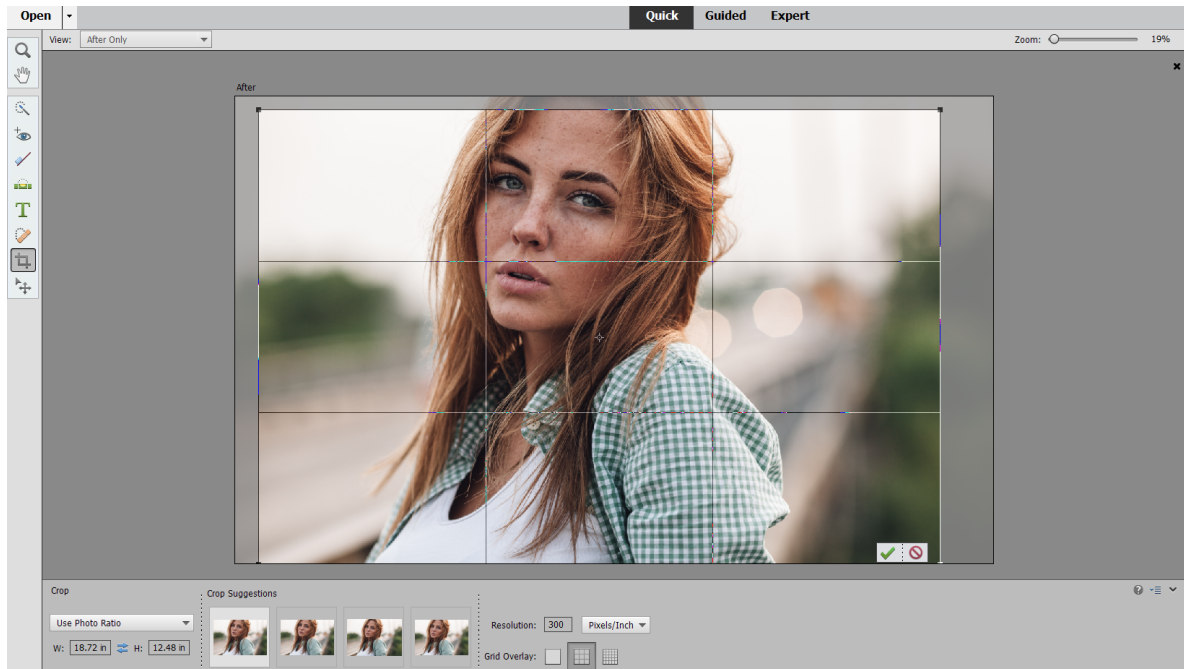 Open Quick Guided Expert
View: After Only Zoom: 19%
After
T
Crop
Crop Suggestions
Use Photo Ratio
Resolution: 300 Pixels/Inch
W: 18.72 in H: 12.48 in
Grid Overlay: